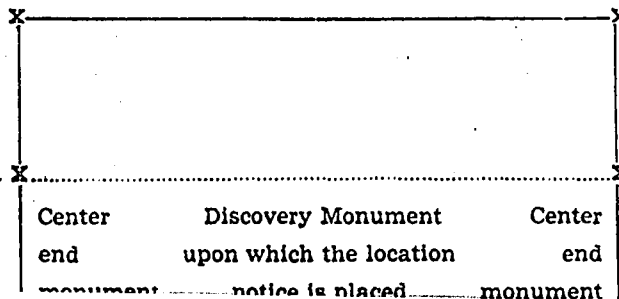 X X
X X
Center Discovery Monument Center
end upon which the location end
monument notice is placed monument